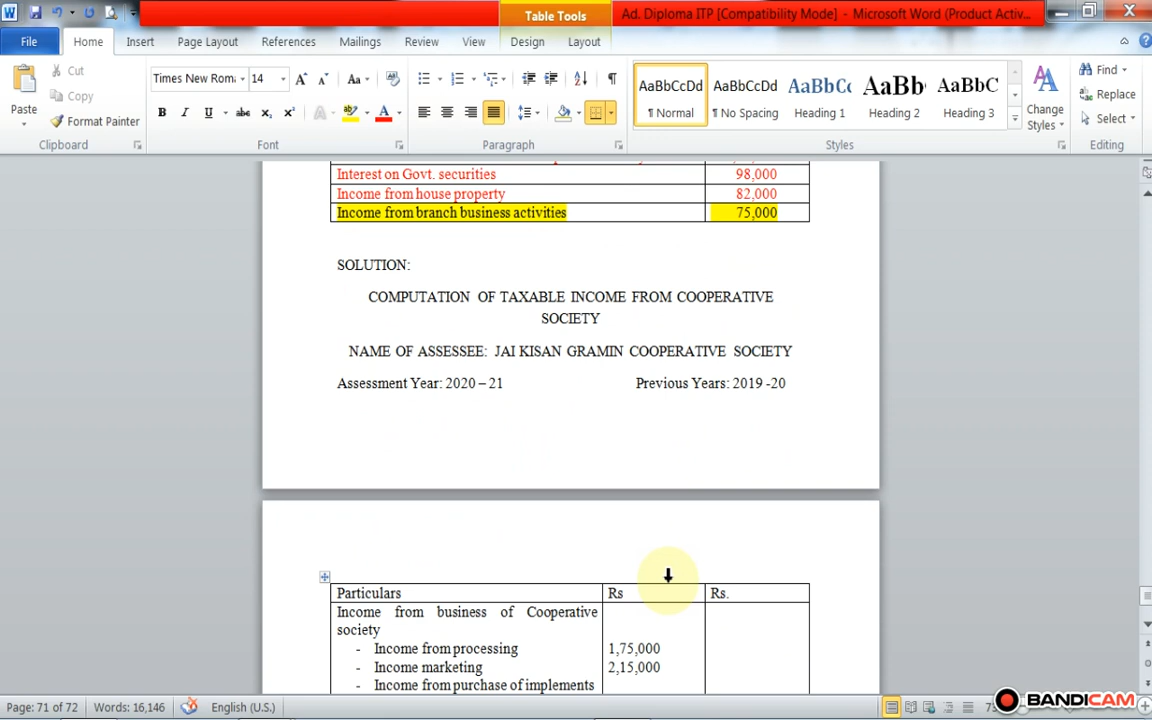 Table Tools
Ad. Diploma ITP [Compatibility Mode] - Microsoft Word (Product Activ...
File Home Insert Page Layout References Mailings Review View Design Layout
Paste
Cut
Copy
Format Painter
Clipboard
Times New Rom 14
Font
Paragraph
AaBbCcDd AaBbCcDd AaBbCc AaBb AaBbC
¶ Normal ¶ No Spacing Heading 1 Heading 2 Heading 3
Change Styles
Styles
Find
Replace
Select
Editing
Interest on Govt. securities 98,000
Income from house property 82,000
Income from branch business activities 75,000
SOLUTION:
COMPUTATION OF TAXABLE INCOME FROM COOPERATIVE
SOCIETY
NAME OF ASSESSEE: JAI KISAN GRAMIN COOPERATIVE SOCIETY
Assessment Year: 2020 – 21 Previous Years: 2019 -20
Particulars Rs Rs.
Income from business of Cooperative
society
- Income from processing 1,75,000
- Income marketing 2,15,000
- Income from purchase of implements
Page: 71 of 72 Words: 16,146 English (U.S.)
BANDICAM